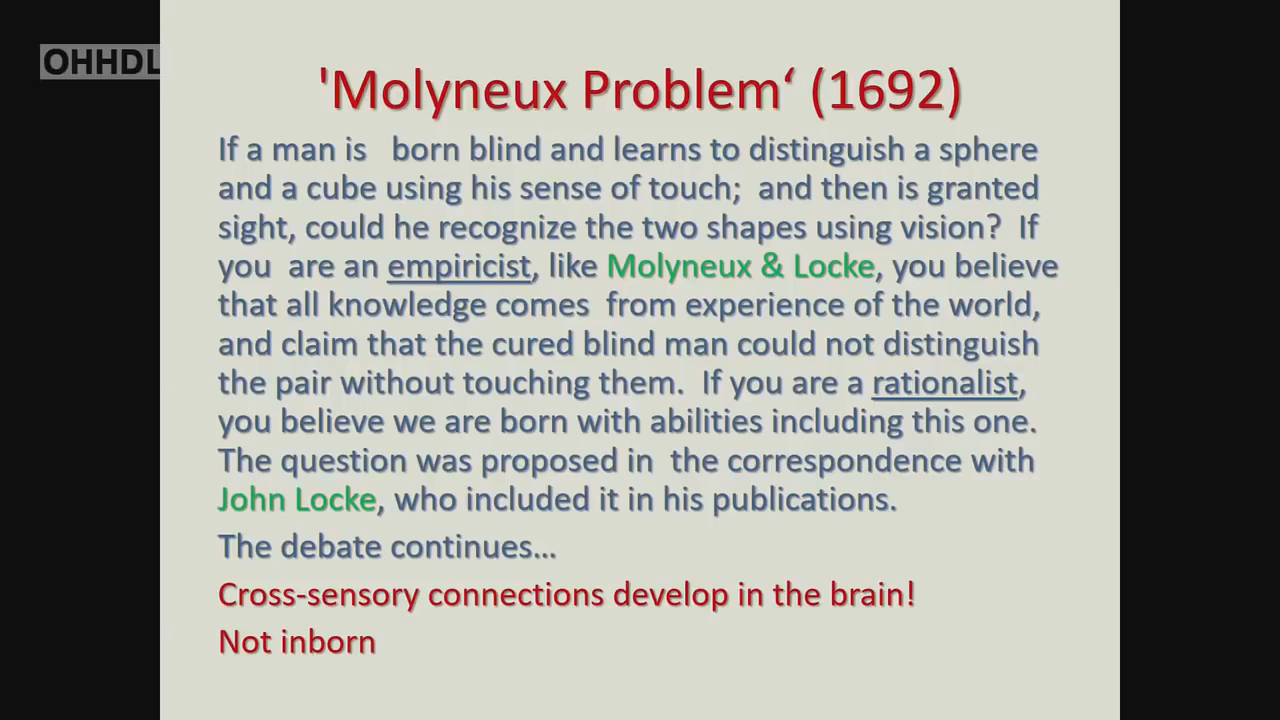 OHHDL
'Molyneux Problem‘ (1692)
If a man is born blind and learns to distinguish a sphere
and a cube using his sense of touch; and then is granted
sight, could he recognize the two shapes using vision? If
you are an empiricist, like Molyneux & Locke, you believe
that all knowledge comes from experience of the world,
and claim that the cured blind man could not distinguish
the pair without touching them. If you are a rationalist,
you believe we are born with abilities including this one.
The question was proposed in the correspondence with
John Locke, who included it in his publications.
The debate continues…
Cross-sensory connections develop in the brain!
Not inborn